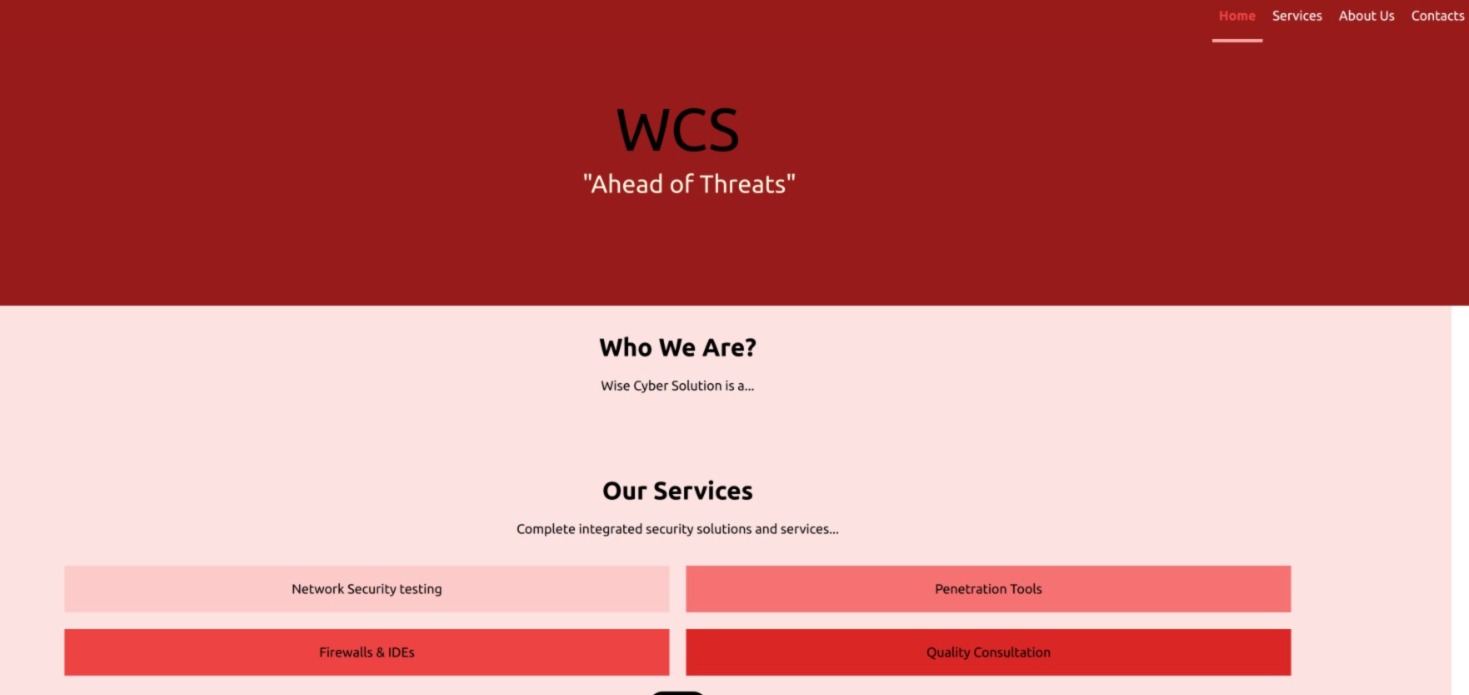 Home Services About Us Contacts
WCS
"Ahead of Threats"
Who We Are?
Wise Cyber Solution is a...
Our Services
Complete integrated security solutions and services...
Network Security testing
Penetration Tools
Firewalls & IDEs
Quality Consultation